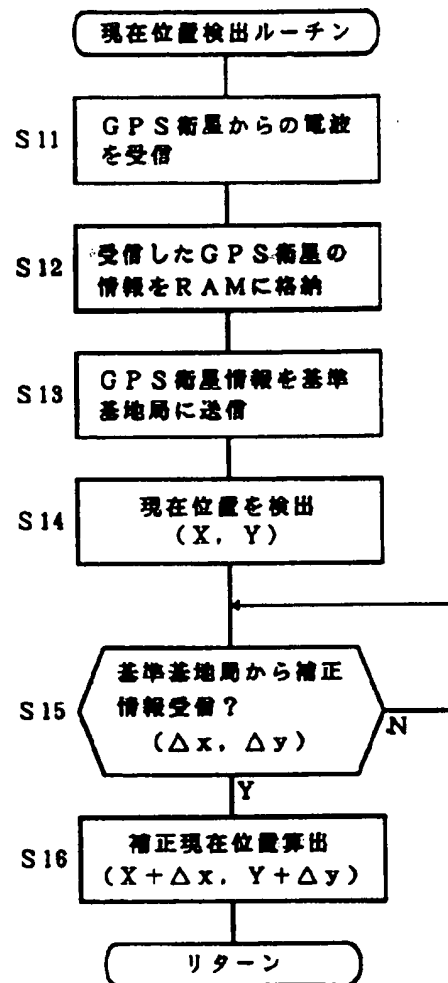 現在位置検出ルーチン
S11
GPS衛星からの電波
を受信
S12
受信したGPS衛星の
情報をRAMに格納
S13
GPS衛星情報を基準
基地局に送信
S14
現在位置を検出
(X, Y)
S15
基準基地局から補正
情報受信?
(△x, △y)
N
Y
S16
補正現在位置算出
(X+△x, Y+△y)
リターン